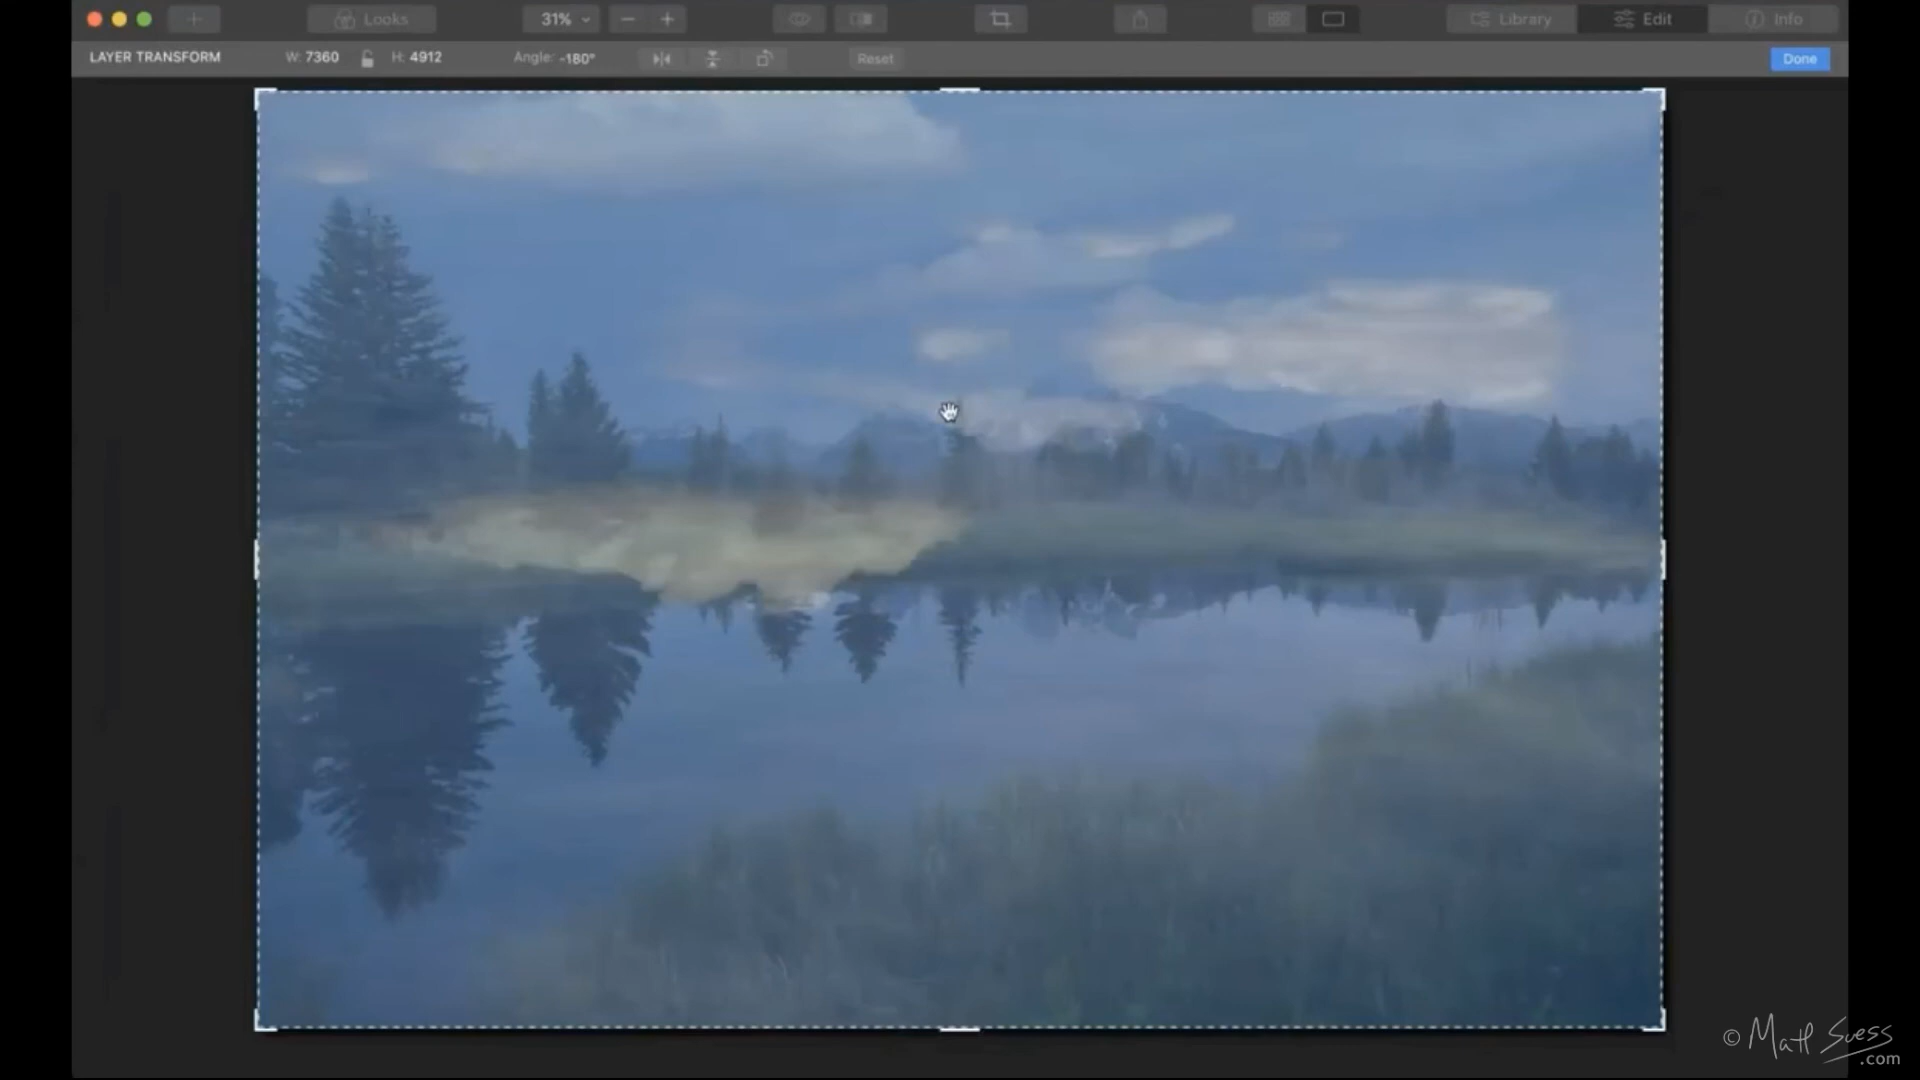 Looks
31%
Library
Edit
Info
LAYER TRANSFORM
W: 7360
H: 4912
Angle: -180°
Reset
Done
© Matt Suess
.com